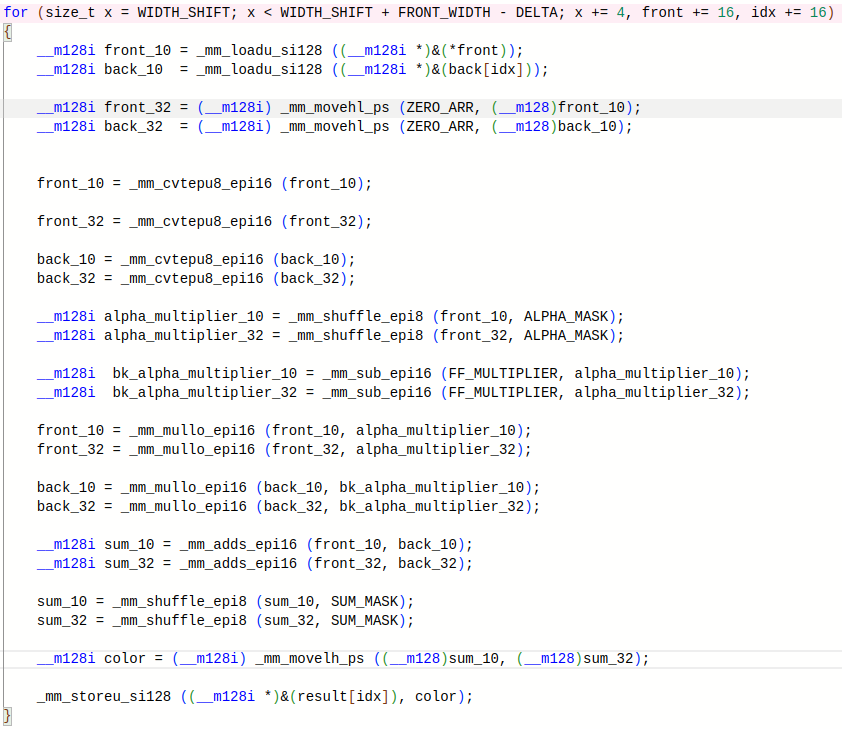 for (size_t x = WIDTH_SHIFT; x < WIDTH_SHIFT + FRONT_WIDTH - DELTA; x += 4, front += 16, idx += 16)
{
    __m128i front_10 = _mm_loadu_si128 ((__m128i *)&(*front));
    __m128i back_10  = _mm_loadu_si128 ((__m128i *)&(back[idx]));

    __m128i front_32 = (__m128i) _mm_movehl_ps (ZERO_ARR, (__m128)front_10);
    __m128i back_32  = (__m128i) _mm_movehl_ps (ZERO_ARR, (__m128)back_10);


    front_10 = _mm_cvtepu8_epi16 (front_10);

    front_32 = _mm_cvtepu8_epi16 (front_32);

    back_10 = _mm_cvtepu8_epi16 (back_10);
    back_32 = _mm_cvtepu8_epi16 (back_32);

    __m128i alpha_multiplier_10 = _mm_shuffle_epi8 (front_10, ALPHA_MASK);
    __m128i alpha_multiplier_32 = _mm_shuffle_epi8 (front_32, ALPHA_MASK);

    __m128i  bk_alpha_multiplier_10 = _mm_sub_epi16 (FF_MULTIPLIER, alpha_multiplier_10);
    __m128i  bk_alpha_multiplier_32 = _mm_sub_epi16 (FF_MULTIPLIER, alpha_multiplier_32);

    front_10 = _mm_mullo_epi16 (front_10, alpha_multiplier_10);
    front_32 = _mm_mullo_epi16 (front_32, alpha_multiplier_32);

    back_10 = _mm_mullo_epi16 (back_10, bk_alpha_multiplier_10);
    back_32 = _mm_mullo_epi16 (back_32, bk_alpha_multiplier_32);

    __m128i sum_10 = _mm_adds_epi16 (front_10, back_10);
    __m128i sum_32 = _mm_adds_epi16 (front_32, back_32);

    sum_10 = _mm_shuffle_epi8 (sum_10, SUM_MASK);
    sum_32 = _mm_shuffle_epi8 (sum_32, SUM_MASK);

    __m128i color = (__m128i) _mm_movelh_ps ((__m128)sum_10, (__m128)sum_32);

    _mm_storeu_si128 ((__m128i *)&(result[idx]), color);
}